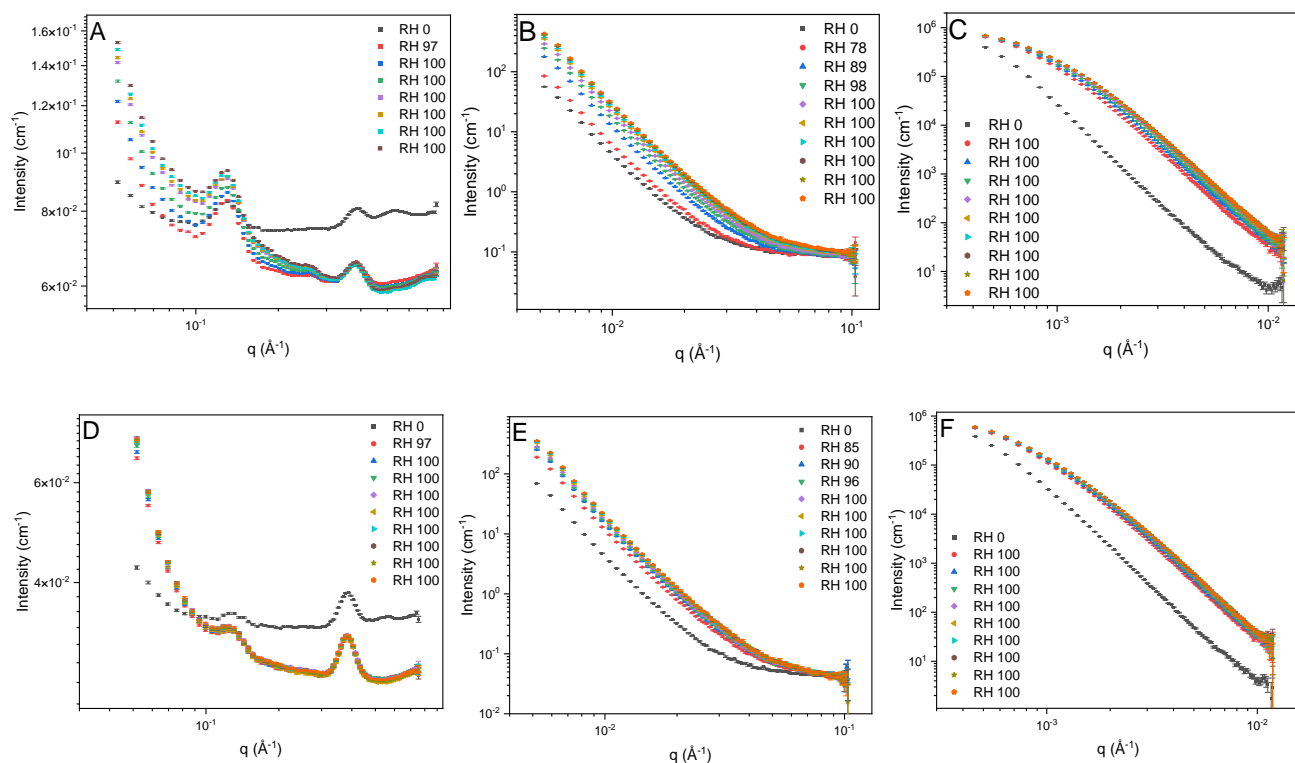 A
1.6×10⁻¹
1.4×10⁻¹
1.2×10⁻¹
10⁻¹
8×10⁻²
6×10⁻²
Intensity (cm⁻¹)
10⁻¹
q (Å⁻¹)
RH 0
RH 97
RH 100
RH 100
RH 100
RH 100
RH 100
RH 100
B
10²
10¹
10⁰
10⁻¹
Intensity (cm⁻¹)
10⁻²
10⁻¹
q (Å⁻¹)
RH 0
RH 78
RH 89
RH 98
RH 100
RH 100
RH 100
RH 100
RH 100
RH 100
C
10⁶
10⁵
10⁴
10³
10²
10¹
Intensity (cm⁻¹)
10⁻³
10⁻²
q (Å⁻¹)
RH 0
RH 100
RH 100
RH 100
RH 100
RH 100
RH 100
RH 100
RH 100
RH 100
D
6×10⁻²
4×10⁻²
Intensity (cm⁻¹)
10⁻¹
q (Å⁻¹)
RH 0
RH 97
RH 100
RH 100
RH 100
RH 100
RH 100
RH 100
RH 100
RH 100
E
10²
10¹
10⁰
10⁻¹
10⁻²
Intensity (cm⁻¹)
10⁻²
10⁻¹
q (Å⁻¹)
RH 0
RH 85
RH 90
RH 96
RH 100
RH 100
RH 100
RH 100
RH 100
RH 100
F
10⁶
10⁵
10⁴
10³
10²
10¹
10⁰
Intensity (cm⁻¹)
10⁻³
10⁻²
q (Å⁻¹)
RH 0
RH 100
RH 100
RH 100
RH 100
RH 100
RH 100
RH 100
RH 100
RH 100